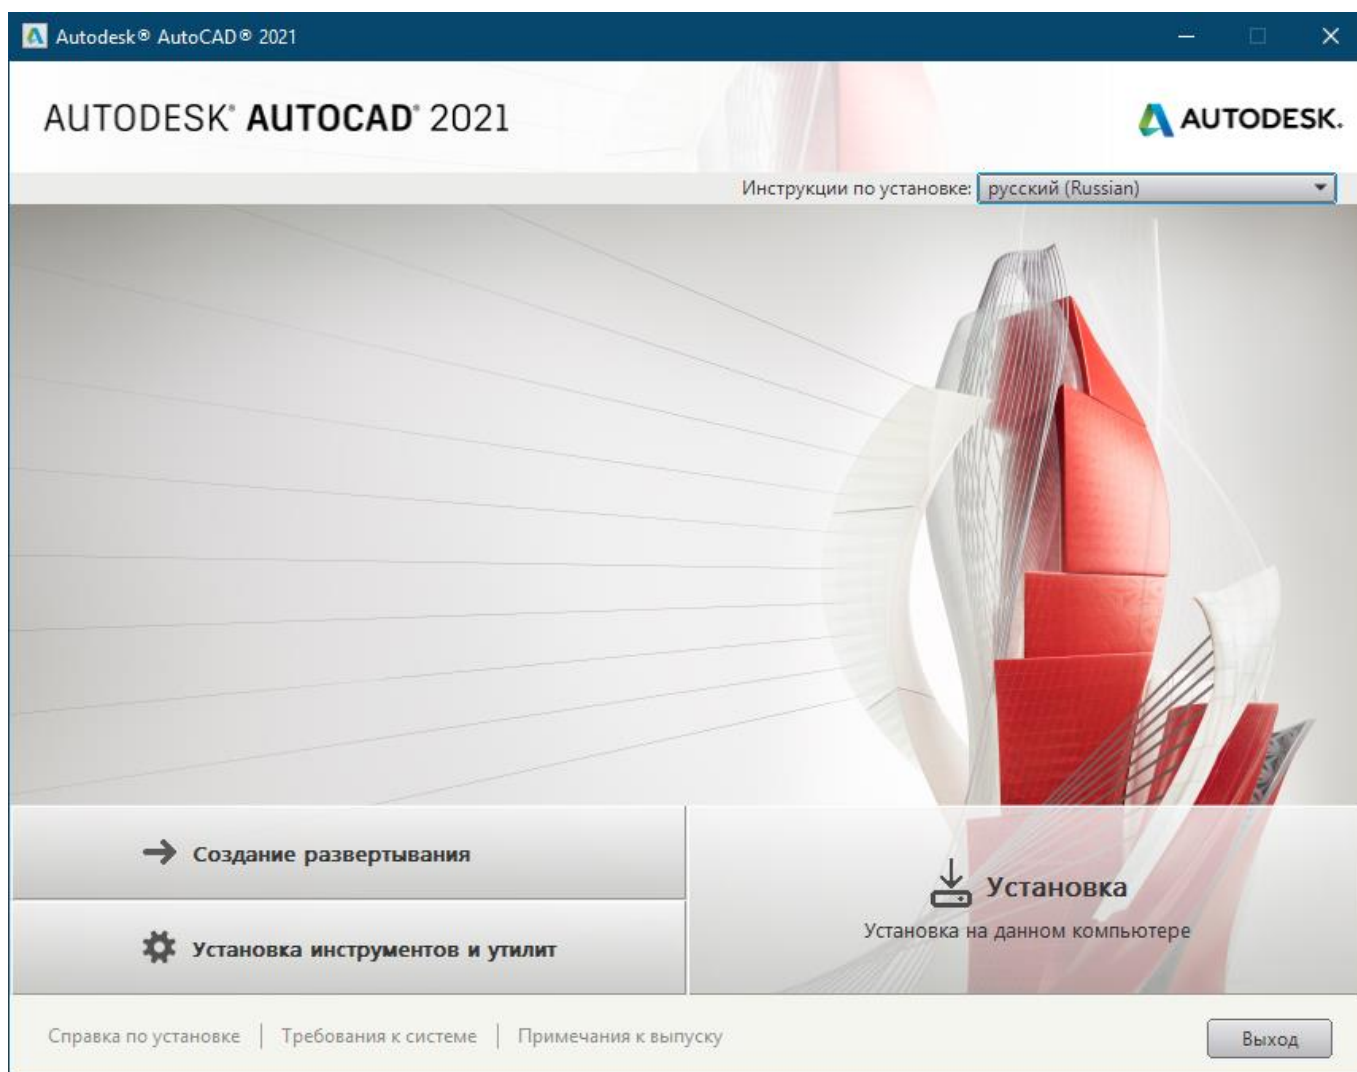 Autodesk® AutoCAD® 2021
AUTODESK® AUTOCAD® 2021
AUTODESK.
Инструкции по установке: русский (Russian)
Создание развертывания
Установка
Установка на данном компьютере
Установка инструментов и утилит
Справка по установке | Требования к системе | Примечания к выпуску
Выход